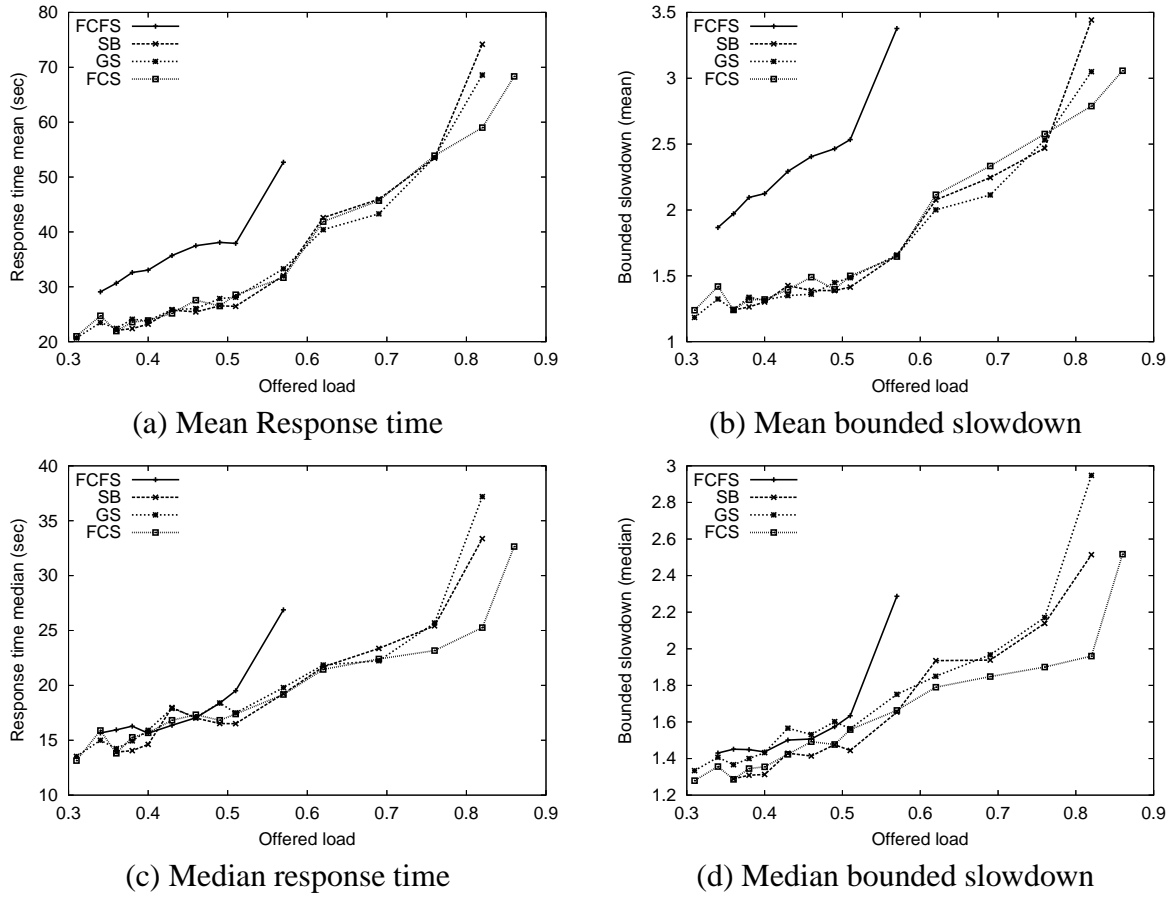 Response time mean (sec)
80
70
60
50
40
30
20
FCFS
SB
GS
FCS
0.3 0.4 0.5 0.6 0.7 0.8 0.9
Offered load
(a) Mean Response time
Bounded slowdown (mean)
3.5
3
2.5
2
1.5
1
FCFS
SB
GS
FCS
0.3 0.4 0.5 0.6 0.7 0.8 0.9
Offered load
(b) Mean bounded slowdown
Response time median (sec)
40
35
30
25
20
15
10
FCFS
SB
GS
FCS
0.3 0.4 0.5 0.6 0.7 0.8 0.9
Offered load
(c) Median response time
Bounded slowdown (median)
3
2.8
2.6
2.4
2.2
2
1.8
1.6
1.4
1.2
FCFS
SB
GS
FCS
0.3 0.4 0.5 0.6 0.7 0.8 0.9
Offered load
(d) Median bounded slowdown